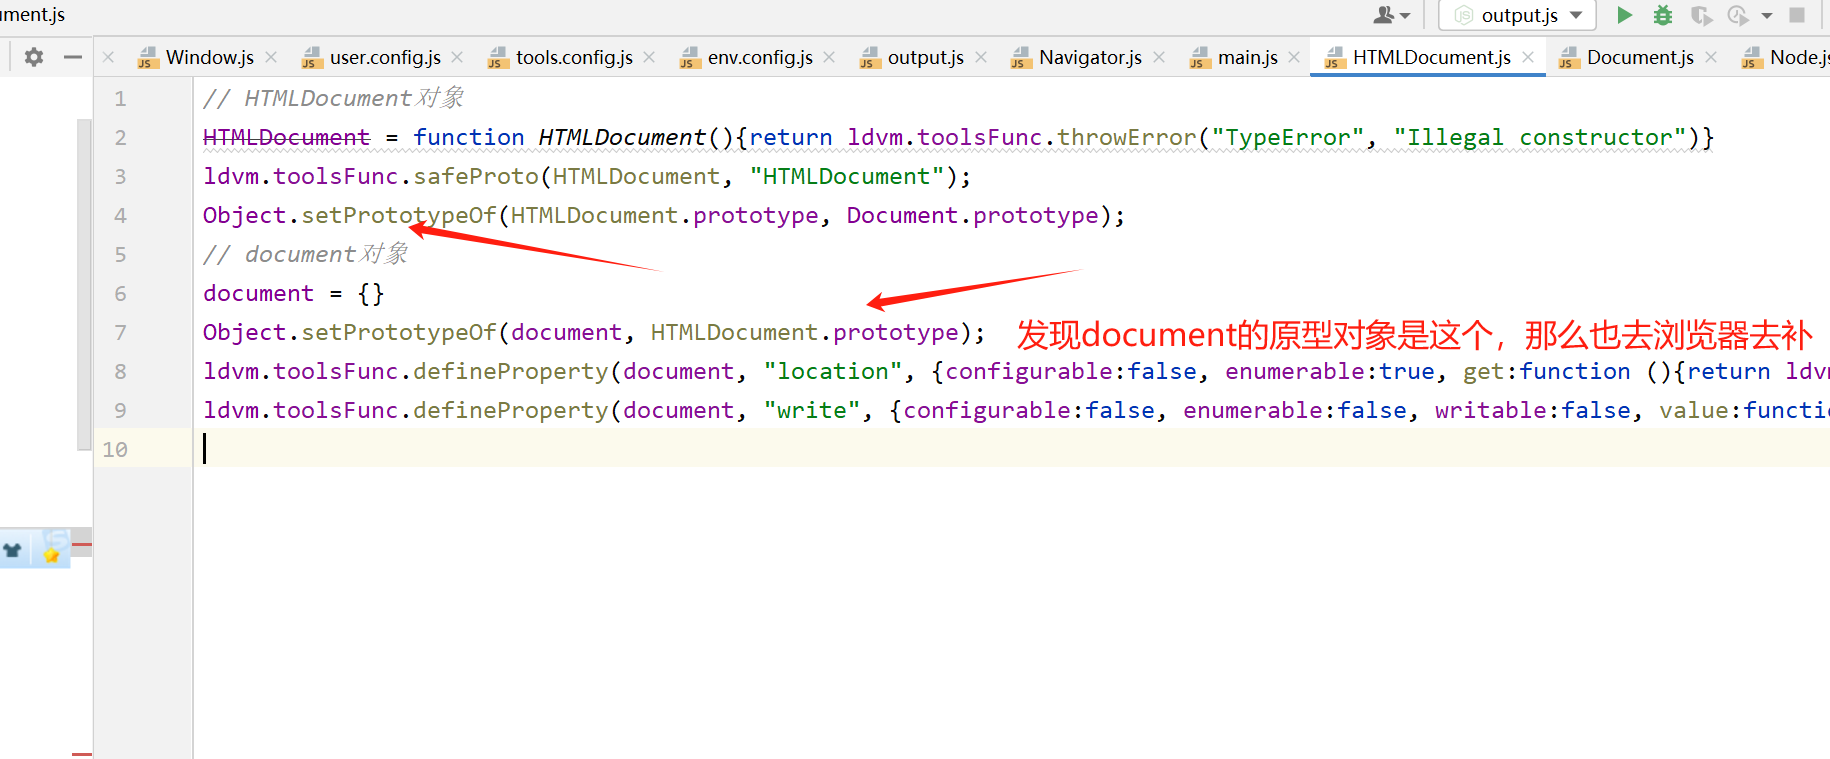 ument.js
output.js
Window.js
user.config.js
tools.config.js
env.config.js
output.js
Navigator.js
main.js
HTMLDocument.js
Document.js
Node.js
1 // HTMLDocument对象
2 HTMLDocument = function HTMLDocument(){return ldvm.toolsFunc.throwError("TypeError", "Illegal constructor")}
3 ldvm.toolsFunc.safeProto(HTMLDocument, "HTMLDocument");
4 Object.setPrototypeOf(HTMLDocument.prototype, Document.prototype);
5 // document对象
6 document = {}
7 Object.setPrototypeOf(document, HTMLDocument.prototype); 发现document的原型对象是这个，那么也去浏览器去补
8 ldvm.toolsFunc.defineProperty(document, "location", {configurable:false, enumerable:true, get:function (){return ldv
9 ldvm.toolsFunc.defineProperty(document, "write", {configurable:false, enumerable:false, writable:false, value:functi
10